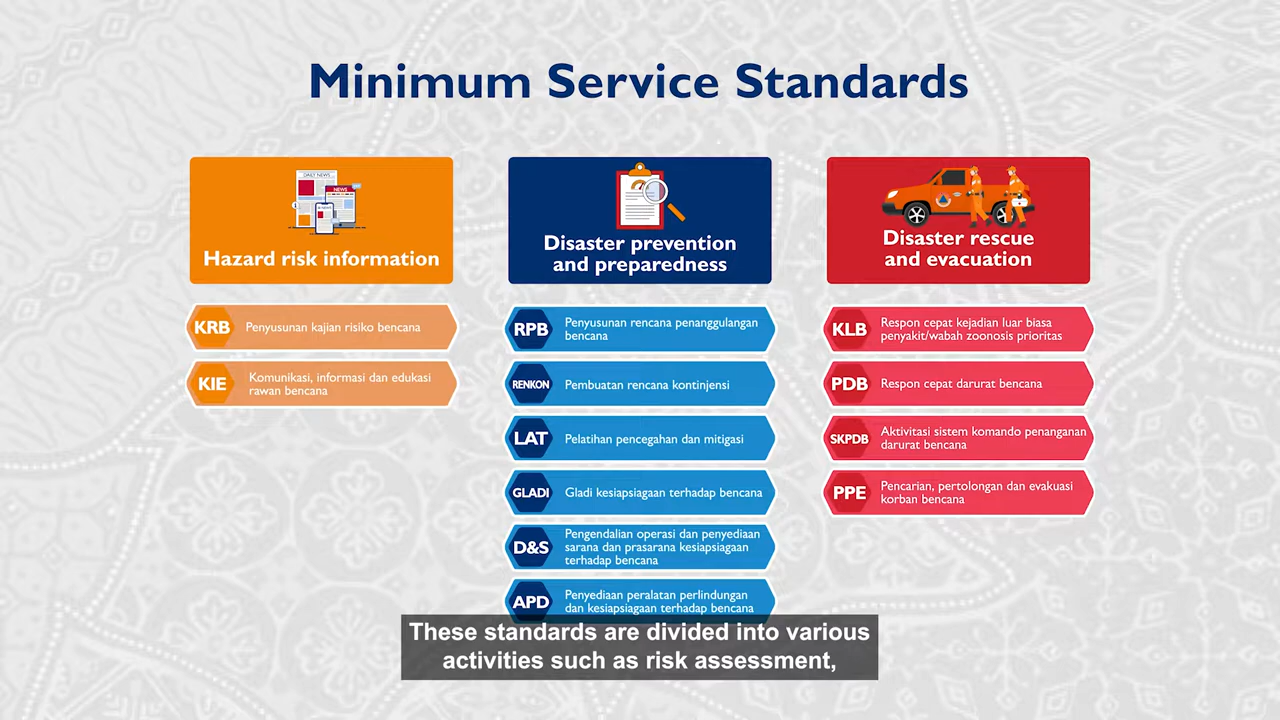 Minimum Service Standards
DAILY NEWS
NEWS
Hazard risk information
KRB
Penyusunan kajian risiko bencana
KIE
Komunikasi, informasi dan edukasi
rawan bencana
Disaster prevention
and preparedness
RPB
Penyusunan rencana penanggulangan
bencana
RENKON
Pembuatan rencana kontinjensi
LAT
Pelatihan pencegahan dan mitigasi
GLADI
Gladi kesiapsiagaan terhadap bencana
D&S
Pengendalian operasi dan penyediaan
sarana dan prasarana kesiapsiagaan
terhadap bencana
APD
Penyediaan peralatan perlindungan
dan kesiapsiagaan terhadap bencana
Disaster rescue
and evacuation
KLB
Respon cepat kejadian luar biasa
penyakit/wabah zoonosis prioritas
PDB
Respon cepat darurat bencana
SKPDB
Aktivitasi sistem komando penanganan
darurat bencana
PPE
Pencarian, pertolongan dan evakuasi
korban bencana
These standards are divided into various
activities such as risk assessment,